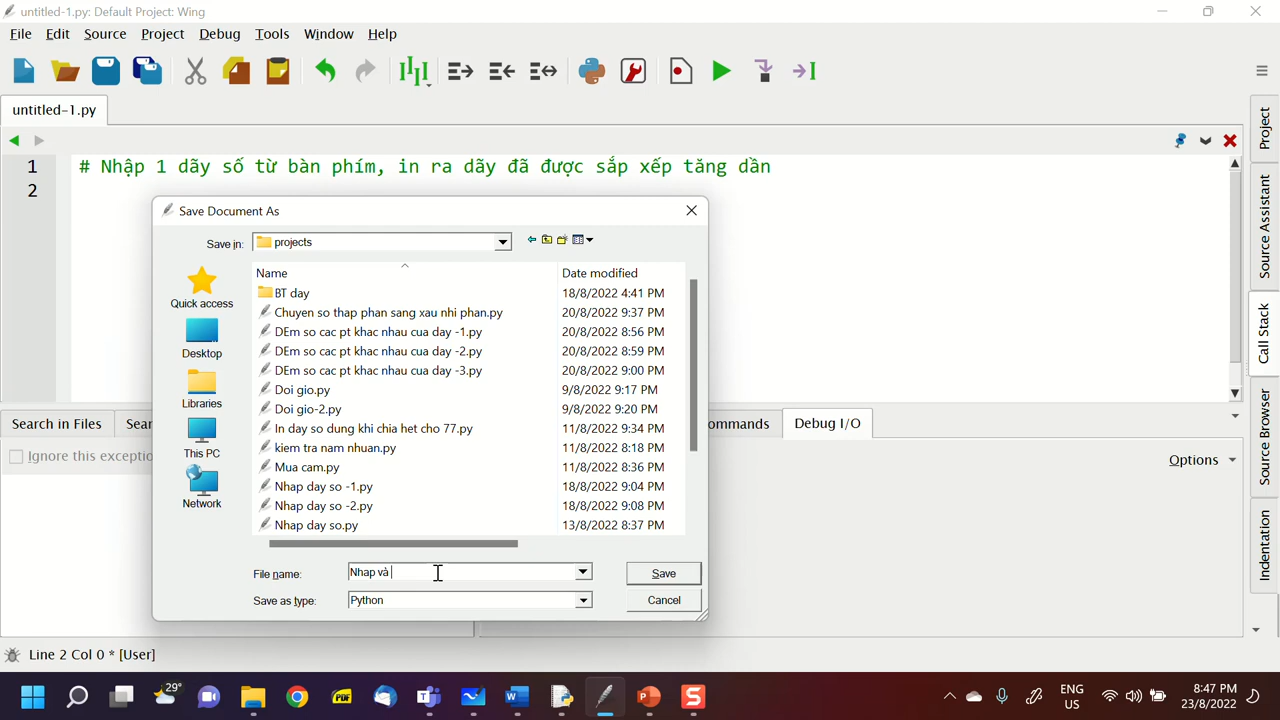 untitled-1.py: Default Project: Wing
File Edit Source Project Debug Tools Window Help
untitled-1.py
1 # Nhập 1 dãy số từ bàn phím, in ra dãy đã được sắp xếp tăng dần
2
Save Document As
Save in: projects
Name Date modified
BT day 18/8/2022 4:41 PM
Chuyen so thap phan sang xau nhi phan.py 20/8/2022 9:37 PM
DEm so cac pt khac nhau cua day -1.py 20/8/2022 8:56 PM
DEm so cac pt khac nhau cua day -2.py 20/8/2022 8:59 PM
DEm so cac pt khac nhau cua day -3.py 20/8/2022 9:00 PM
Doi gio.py 9/8/2022 9:17 PM
Doi gio-2.py 9/8/2022 9:20 PM
In day so dung khi chia het cho 77.py 11/8/2022 9:34 PM
kiem tra nam nhuan.py 11/8/2022 8:18 PM
Mua cam.py 11/8/2022 8:36 PM
Nhap day so -1.py 18/8/2022 9:04 PM
Nhap day so -2.py 18/8/2022 9:08 PM
Nhap day so.py 13/8/2022 8:37 PM
Quick access
Desktop
Libraries
This PC
Network
File name: Nhap và
Save
Save as type: Python
Cancel
Project
Source Assistant
Call Stack
Source Browser
Indentation
Search in Files
Debug I/O
Ignore this exceptio
Options
Line 2 Col 0 * [User]
29°
PDF
ENG
US
8:47 PM
23/8/2022